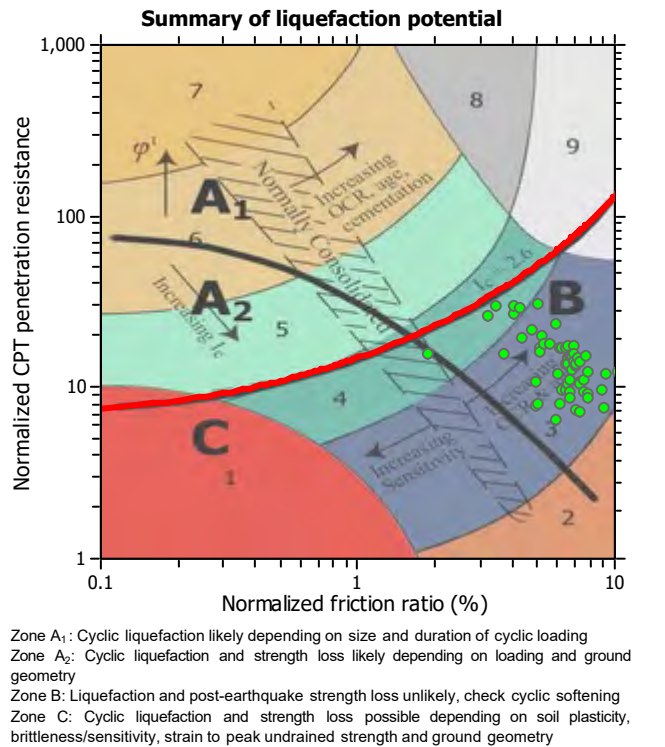 Summary of liquefaction potential
Normalized CPT penetration resistance
1,000
100
10
1
7
8
9
φ'
A1
Increasing
OCR, age,
cementation
Normally Consolidated
6
A2
Increasing Ic
5
Ic = 2.6
B
4
Increasing
OCR &
3
C
1
Increasing
Sensitivity
2
0.1
1
10
Normalized friction ratio (%)
Zone A1: Cyclic liquefaction likely depending on size and duration of cyclic loading
Zone A2: Cyclic liquefaction and strength loss likely depending on loading and ground
geometry
Zone B: Liquefaction and post-earthquake strength loss unlikely, check cyclic softening
Zone C: Cyclic liquefaction and strength loss possible depending on soil plasticity,
brittleness/sensitivity, strain to peak undrained strength and ground geometry